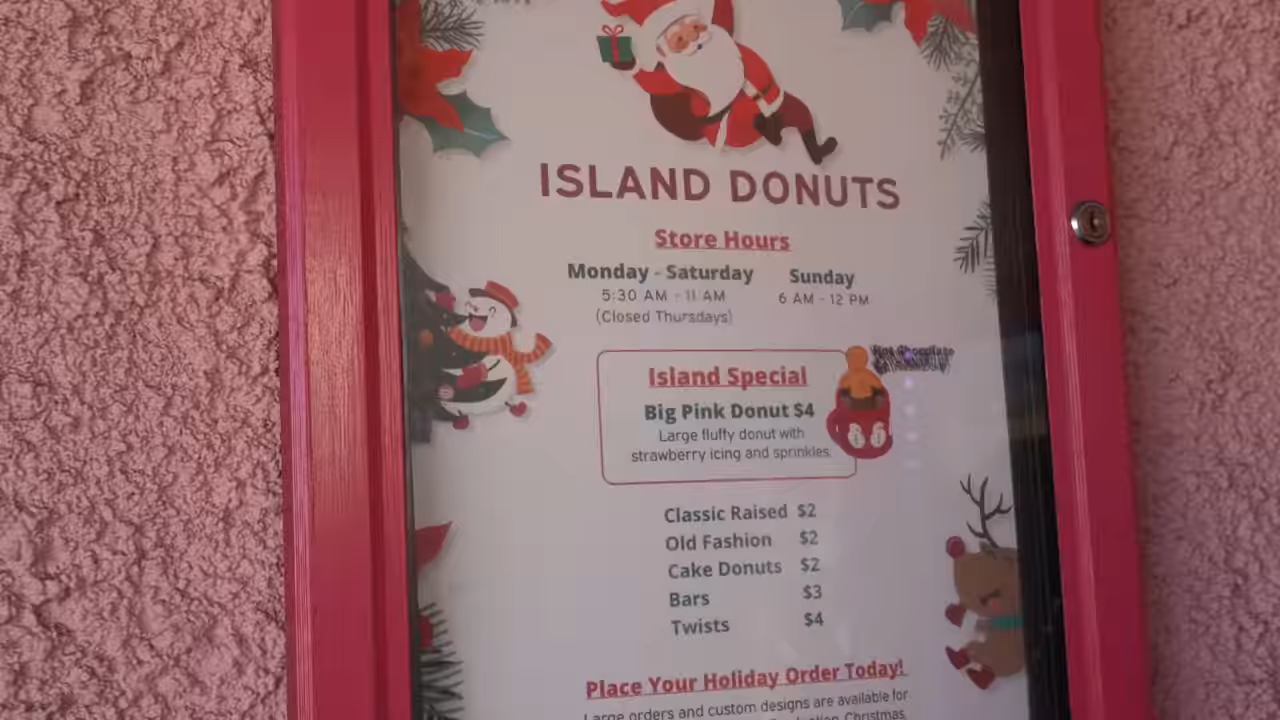 ISLAND DONUTS
Store Hours
Monday - Saturday
5:30 AM - 11 AM
(Closed Thursdays)
Sunday
6 AM - 12 PM
Island Special
Big Pink Donut $4
Large fluffy donut with
strawberry icing and sprinkles.
Hot Chocolate
Classic Raised $2
Old Fashion $2
Cake Donuts $2
Bars $3
Twists $4
Place Your Holiday Order Today!
Large orders and custom designs are available for
Christmas